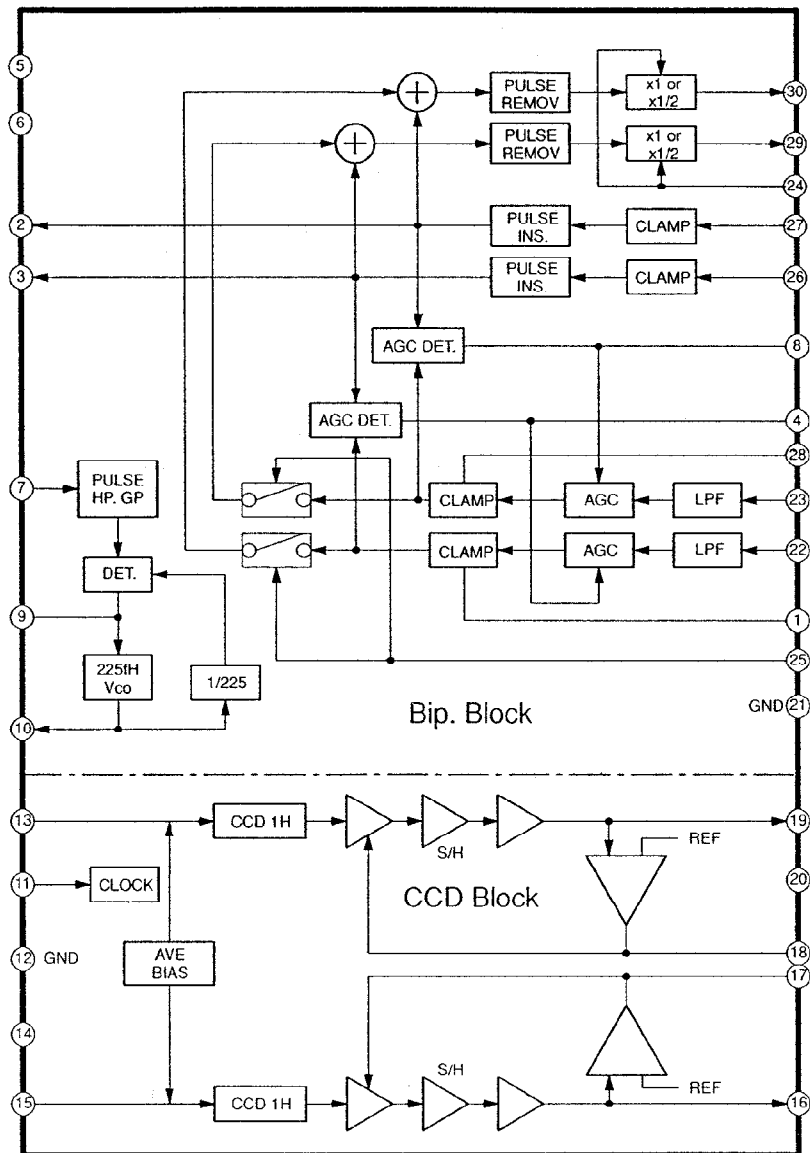 5
PULSE
REMOV
x1 or
x1/2
30
6
PULSE
REMOV
x1 or
x1/2
29
24
2
PULSE
INS.
CLAMP
27
3
PULSE
INS.
CLAMP
26
AGC DET.
8
AGC DET.
4
28
7
PULSE
HP. GP
CLAMP
AGC
LPF
23
CLAMP
AGC
LPF
22
DET.
9
1
225fH
Vco
1/225
25
10
Bip. Block
GND
21
13
CCD 1H
S/H
19
REF
11
CLOCK
CCD Block
20
12
GND
AVE
BIAS
18
17
14
S/H
REF
15
CCD 1H
16